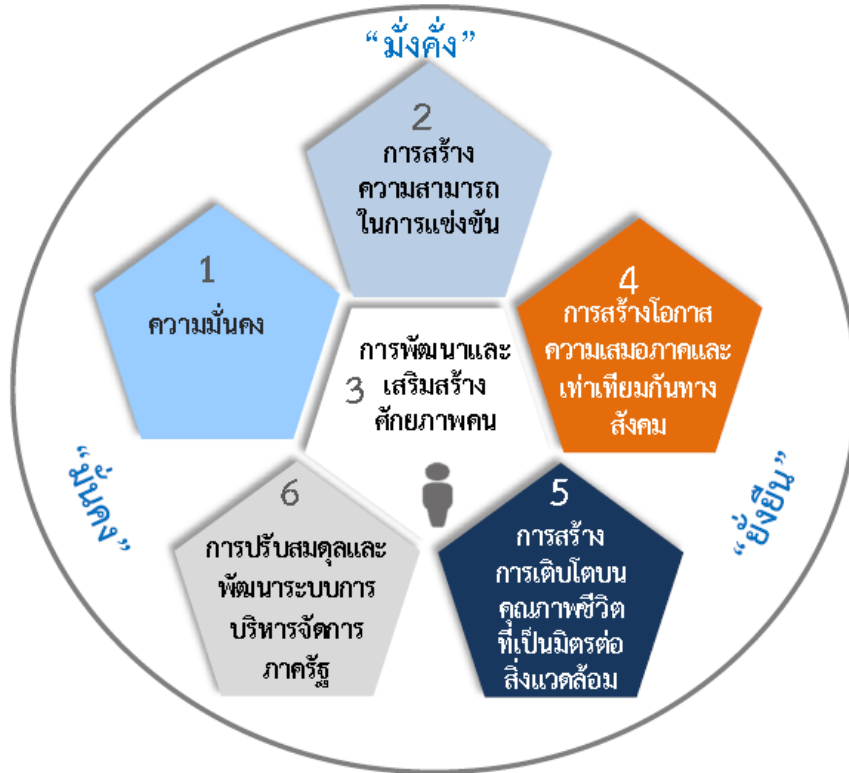 “มั่งคั่ง”
2
การสร้าง
ความสามารถ
ในการแข่งขัน
1
ความมั่นคง
4
การสร้างโอกาส
ความเสมอภาคและ
เท่าเทียมกันทาง
สังคม
การพัฒนาและ
3 เสริมสร้าง
ศักยภาพคน
“มั่นคง”
“ยั่งยืน”
6
การปรับสมดุลและ
พัฒนาระบบการ
บริหารจัดการ
ภาครัฐ
5
การสร้าง
การเติบโตบน
คุณภาพชีวิต
ที่เป็นมิตรต่อ
สิ่งแวดล้อม